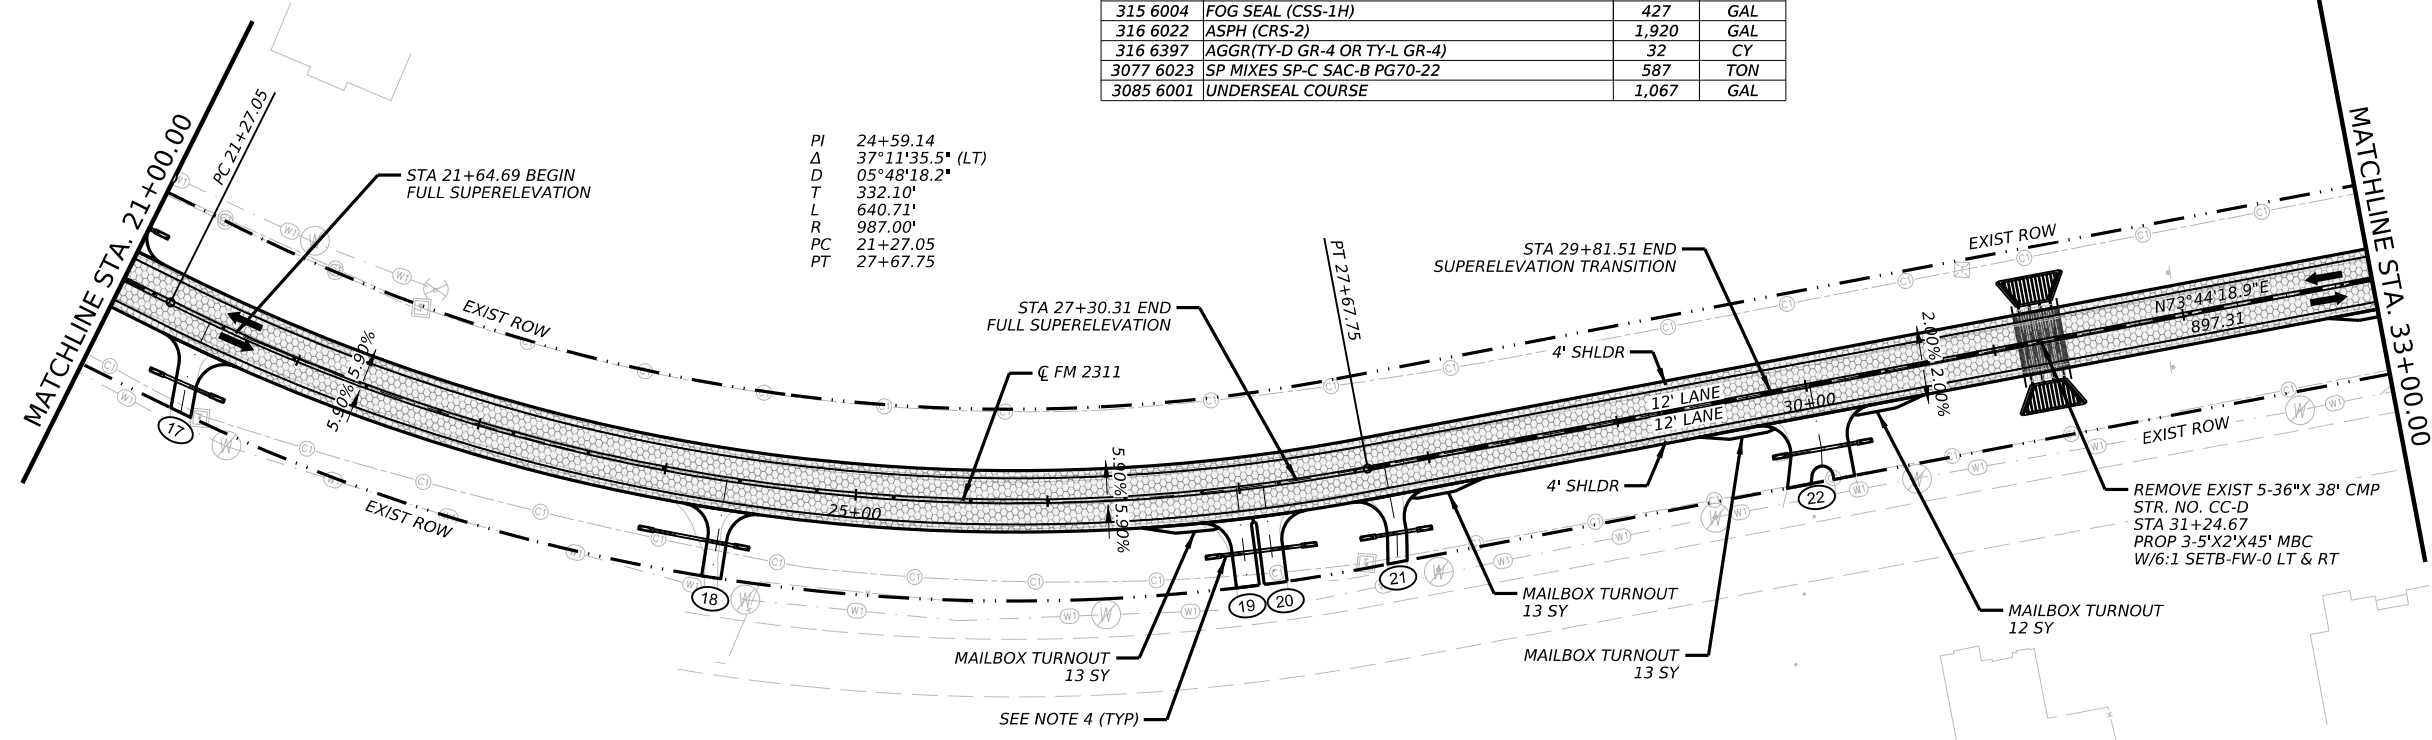 315 6004 FOG SEAL (CSS-1H) 427 GAL
316 6022 ASPH (CRS-2) 1,920 GAL
316 6397 AGGR(TY-D GR-4 OR TY-L GR-4) 32 CY
3077 6023 SP MIXES SP-C SAC-B PG70-22 587 TON
3085 6001 UNDERSEAL COURSE 1,067 GAL
MATCHLINE STA. 21+00.00
PC 21+27.05
STA 21+64.69 BEGIN
FULL SUPERELEVATION
PI 24+59.14
Δ 37°11'35.5" (LT)
D 05°48'18.2"
T 332.10'
L 640.71'
R 987.00'
PC 21+27.05
PT 27+67.75
EXIST ROW
STA 27+30.31 END
FULL SUPERELEVATION
℄ FM 2311
PT 27+67.75
STA 29+81.51 END
SUPERELEVATION TRANSITION
4' SHLDR
12' LANE
12' LANE
30+00
4' SHLDR
2.00% 2.00%
EXIST ROW
N73°44'18.9"E
897.31
MATCHLINE STA. 33+00.00
5.90% 5.90%
5.90% 5.90%
25+00
EXIST ROW
EXIST ROW
17
18
19
20
21
22
MAILBOX TURNOUT
13 SY
SEE NOTE 4 (TYP)
MAILBOX TURNOUT
13 SY
MAILBOX TURNOUT
13 SY
MAILBOX TURNOUT
12 SY
REMOVE EXIST 5-36"X 38' CMP
STR. NO. CC-D
STA 31+24.67
PROP 3-5'X2'X45' MBC
W/6:1 SETB-FW-0 LT & RT